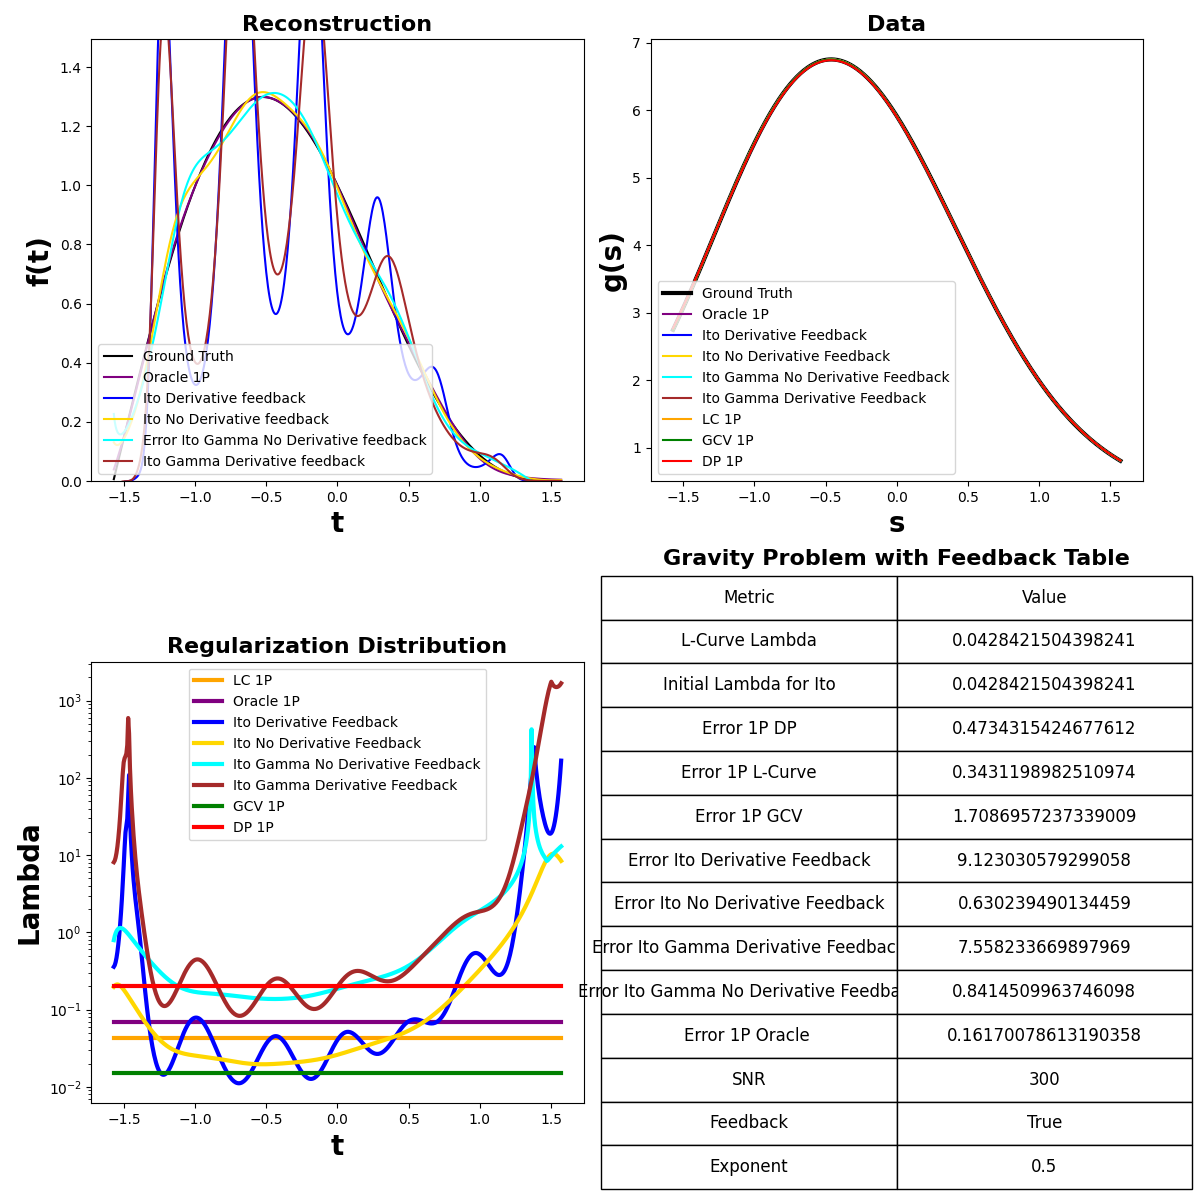 Reconstruction
f(t)
1.4
1.2
1.0
0.8
0.6
0.4
0.2
0.0
Ground Truth
Oracle 1P
Ito Derivative feedback
Ito No Derivative feedback
Error Ito Gamma No Derivative feedback
Ito Gamma Derivative feedback
−1.5 −1.0 −0.5 0.0 0.5 1.0 1.5
t
Data
g(s)
7
6
5
4
3
2
1
Ground Truth
Oracle 1P
Ito Derivative Feedback
Ito No Derivative Feedback
Ito Gamma No Derivative Feedback
Ito Gamma Derivative Feedback
LC 1P
GCV 1P
DP 1P
−1.5 −1.0 −0.5 0.0 0.5 1.0 1.5
s
Regularization Distribution
Lambda
10³
10²
10¹
10⁰
10⁻¹
10⁻²
LC 1P
Oracle 1P
Ito Derivative Feedback
Ito No Derivative Feedback
Ito Gamma No Derivative Feedback
Ito Gamma Derivative Feedback
GCV 1P
DP 1P
−1.5 −1.0 −0.5 0.0 0.5 1.0 1.5
t
Gravity Problem with Feedback Table
Metric Value
L-Curve Lambda 0.0428421504398241
Initial Lambda for Ito 0.0428421504398241
Error 1P DP 0.4734315424677612
Error 1P L-Curve 0.3431198982510974
Error 1P GCV 1.7086957237339009
Error Ito Derivative Feedback 9.123030579299058
Error Ito No Derivative Feedback 0.630239490134459
Error Ito Gamma Derivative Feedbac 7.558233669897969
Error Ito Gamma No Derivative Feedba 0.8414509963746098
Error 1P Oracle 0.16170078613190358
SNR 300
Feedback True
Exponent 0.5